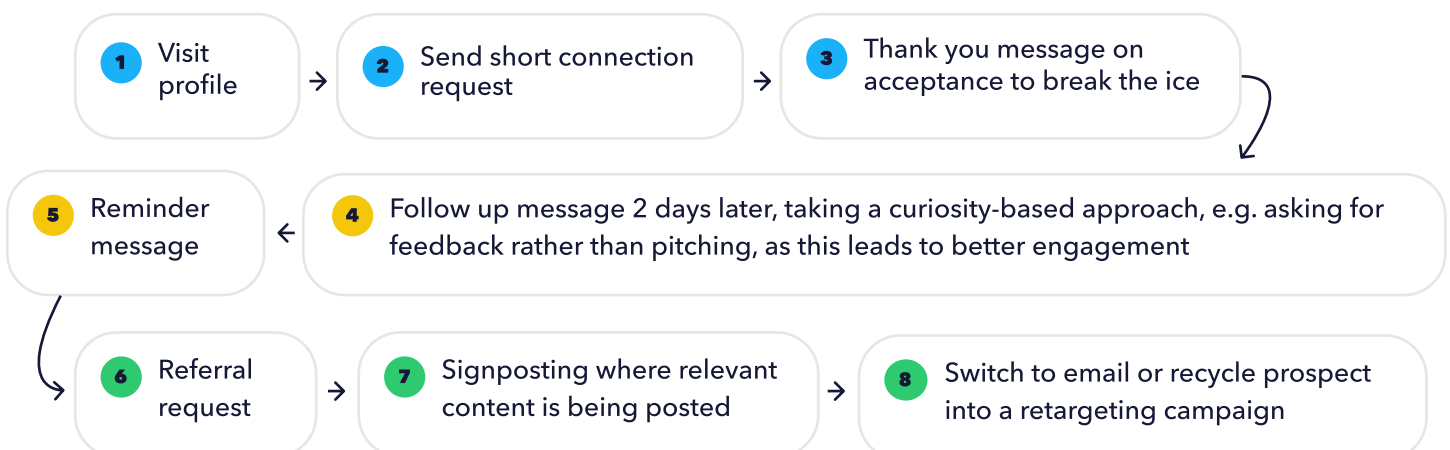 1 Visit
profile
2 Send short connection
request
3 Thank you message on
acceptance to break the ice
4 Follow up message 2 days later, taking a curiosity-based approach, e.g. asking for
feedback rather than pitching, as this leads to better engagement
5 Reminder
message
6 Referral
request
7 Signposting where relevant
content is being posted
8 Switch to email or recycle prospect
into a retargeting campaign